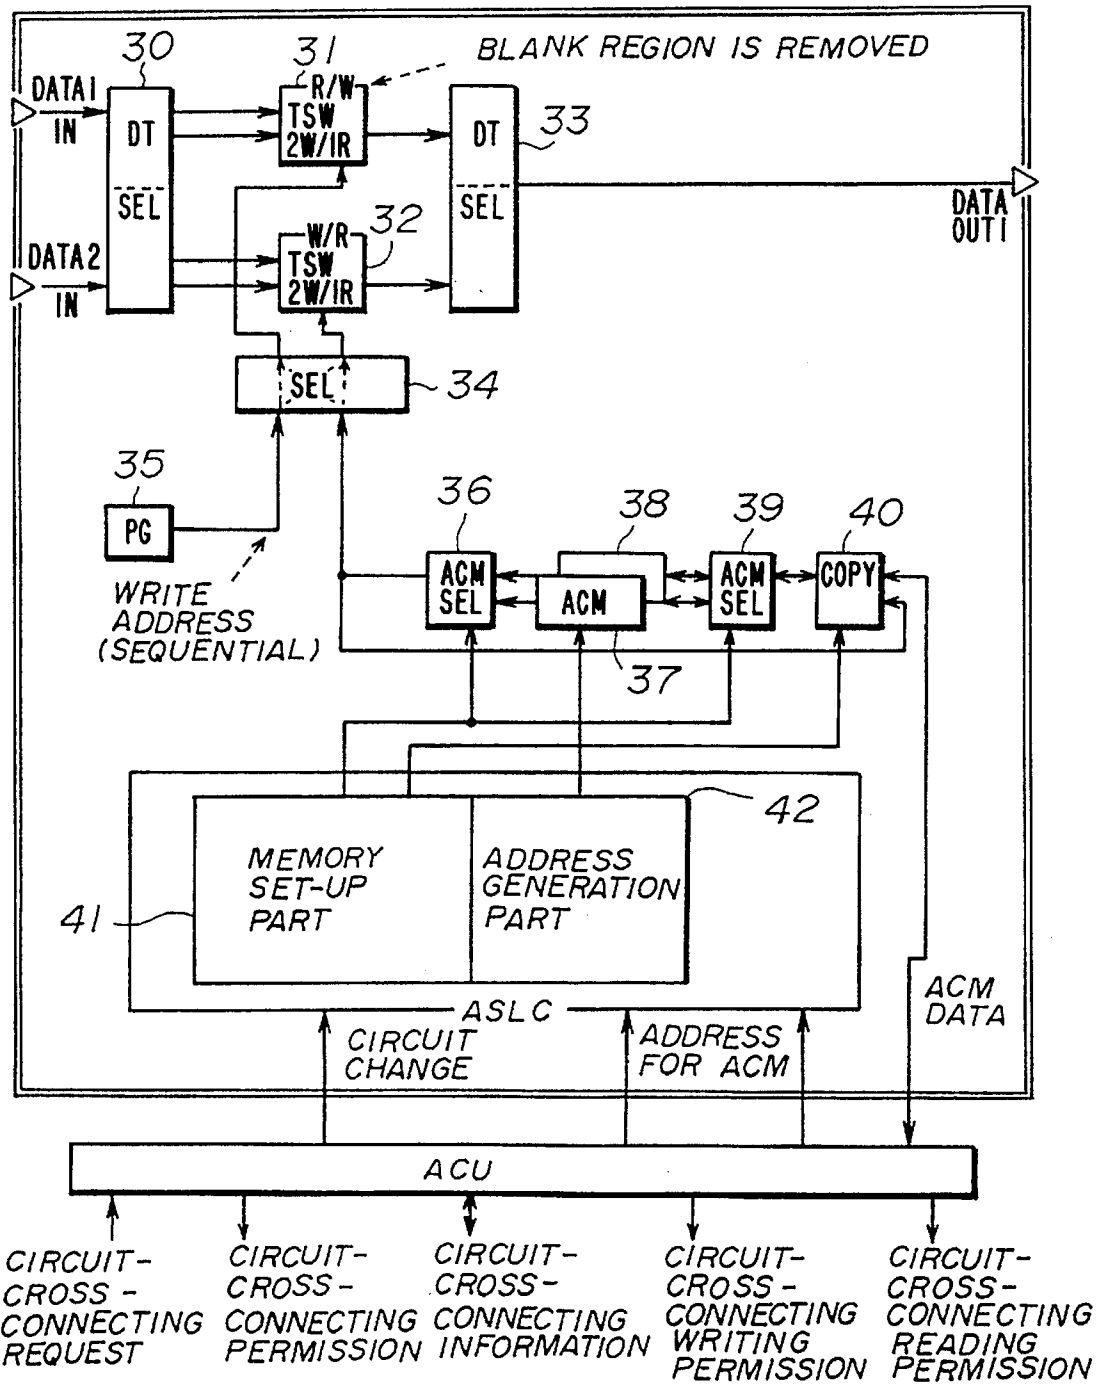 30
31
BLANK REGION IS REMOVED
DATA1
IN
DT
SEL
R/W
TSW
2W/1R
DT
SEL
33
DATA
OUT1
DATA2
IN
W/R
TSW
2W/1R
32
SEL
34
35
PG
WRITE
ADDRESS
(SEQUENTIAL)
36
38
39
40
ACM
SEL
ACM
ACM
SEL
COPY
37
42
MEMORY
SET-UP
PART
ADDRESS
GENERATION
PART
41
ASLC
ACM
DATA
CIRCUIT
CHANGE
ADDRESS
FOR ACM
ACU
CIRCUIT-
CROSS-
CONNECTING
REQUEST
CIRCUIT-
CROSS-
CONNECTING
PERMISSION
CIRCUIT-
CROSS-
CONNECTING
INFORMATION
CIRCUIT-
CROSS-
CONNECTING
WRITING
PERMISSION
CIRCUIT-
CROSS-
CONNECTING
READING
PERMISSION